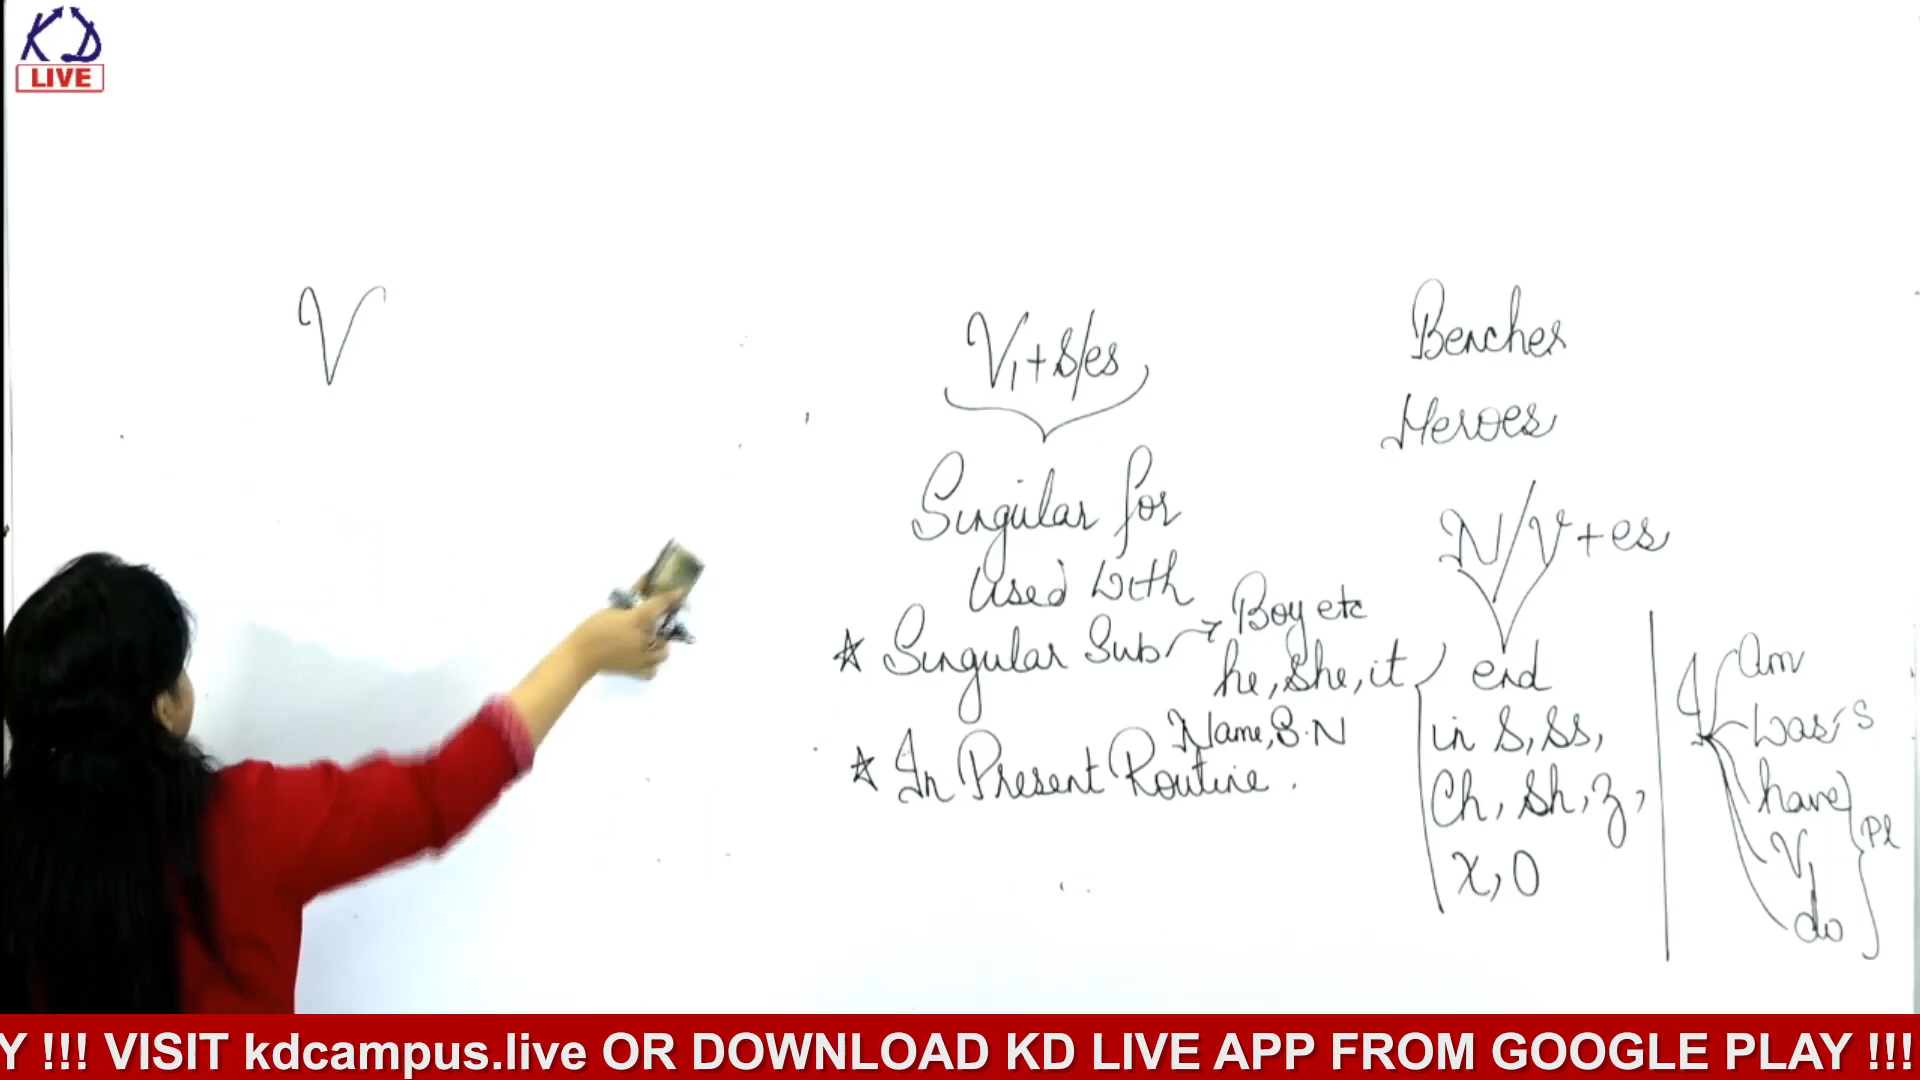 KD
LIVE
V
V1+s/es
Singular for
used with
★ Singular Sub → Boy etc
he, she, it
Name, S.N
★ In Present Routine.
Benches
Heroes
N/V+es
end
in s, ss,
Ch, sh, z,
x, o
I
am
was
S
have
V1
do
Pl
Y !!! VISIT kdcampus.live OR DOWNLOAD KD LIVE APP FROM GOOGLE PLAY !!!